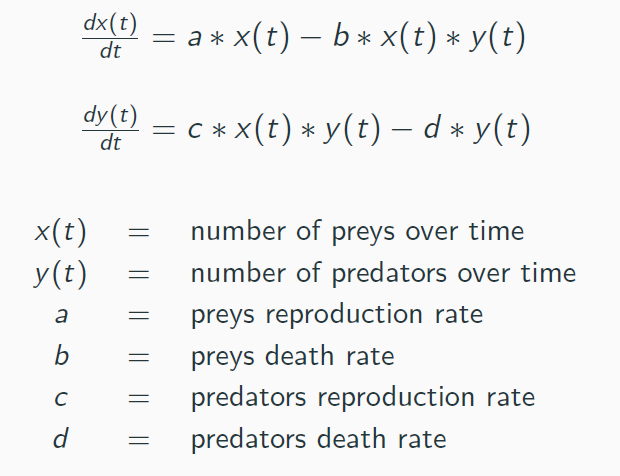 dx(t)/dt = a ∗ x(t) − b ∗ x(t) ∗ y(t)
dy(t)/dt = c ∗ x(t) ∗ y(t) − d ∗ y(t)
x(t) = number of preys over time
y(t) = number of predators over time
a = preys reproduction rate
b = preys death rate
c = predators reproduction rate
d = predators death rate